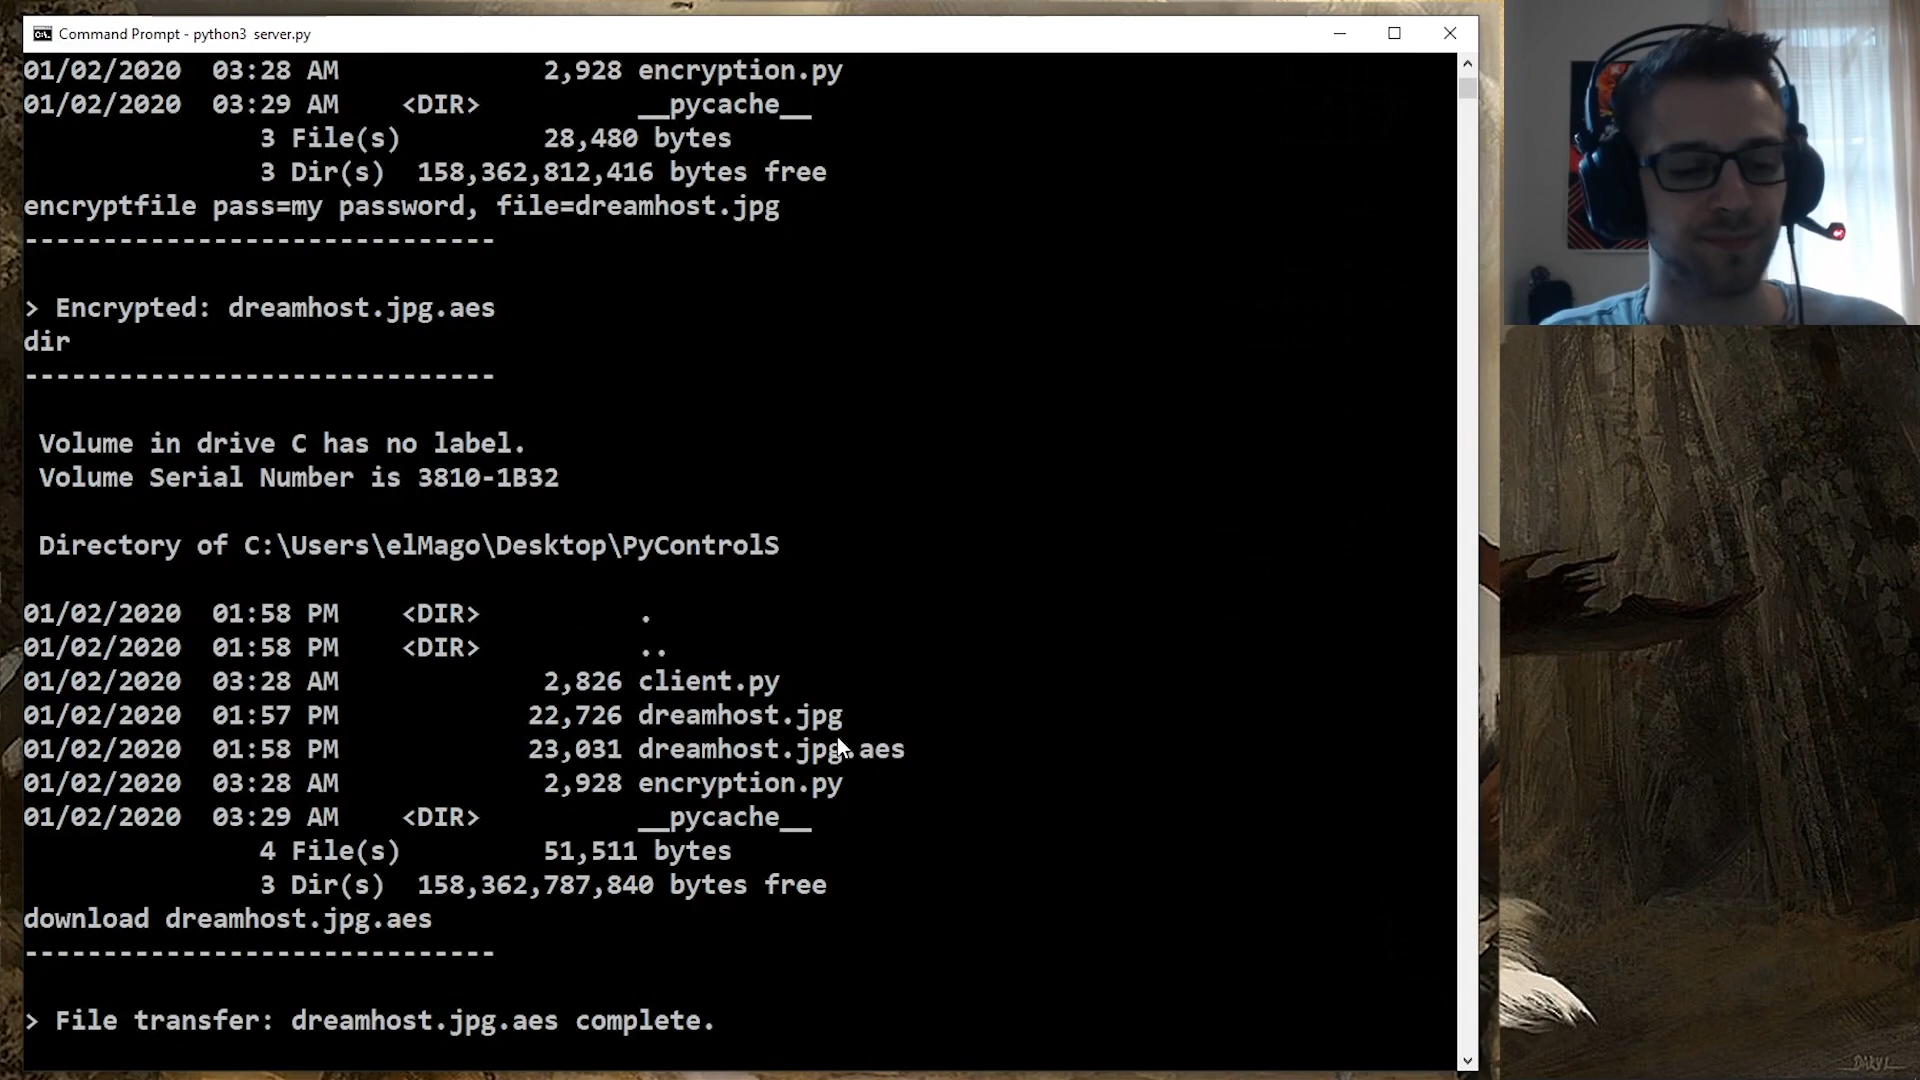 Command Prompt - python3 server.py
01/02/2020 03:28 AM 2,928 encryption.py
01/02/2020 03:29 AM <DIR> __pycache__
3 File(s) 28,480 bytes
3 Dir(s) 158,362,812,416 bytes free
encryptfile pass=my password, file=dreamhost.jpg
------------------------------
> Encrypted: dreamhost.jpg.aes
dir
------------------------------
Volume in drive C has no label.
Volume Serial Number is 3810-1B32
Directory of C:\Users\elMago\Desktop\PyControlS
01/02/2020 01:58 PM <DIR> .
01/02/2020 01:58 PM <DIR> ..
01/02/2020 03:28 AM 2,826 client.py
01/02/2020 01:57 PM 22,726 dreamhost.jpg
01/02/2020 01:58 PM 23,031 dreamhost.jpg.aes
01/02/2020 03:28 AM 2,928 encryption.py
01/02/2020 03:29 AM <DIR> __pycache__
4 File(s) 51,511 bytes
3 Dir(s) 158,362,787,840 bytes free
download dreamhost.jpg.aes
------------------------------
> File transfer: dreamhost.jpg.aes complete.